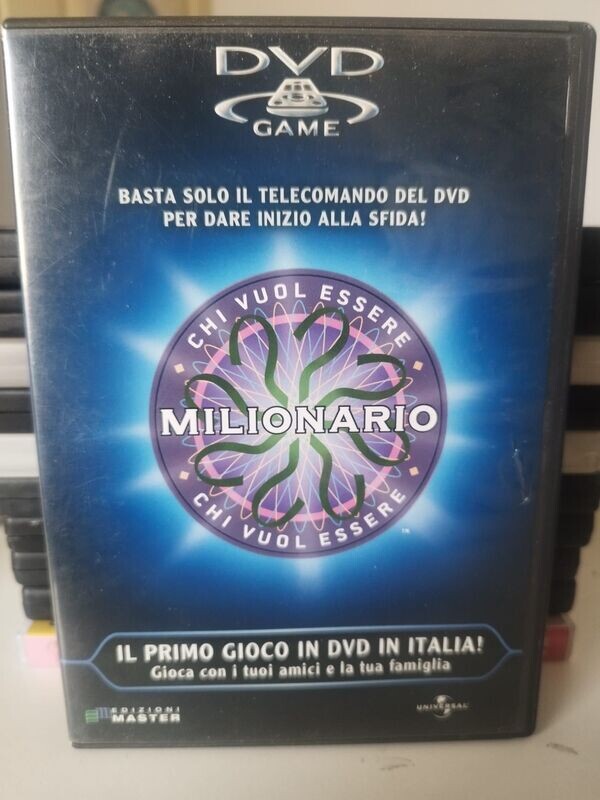 DVD
GAME
BASTA SOLO IL TELECOMANDO DEL DVD
PER DARE INIZIO ALLA SFIDA!
CHI VUOL ESSERE
MILIONARIO
CHI VUOL ESSERE
™
IL PRIMO GIOCO IN DVD IN ITALIA!
Gioca con i tuoi amici e la tua famiglia
EDIZIONI
MASTER
UNIVERSAL